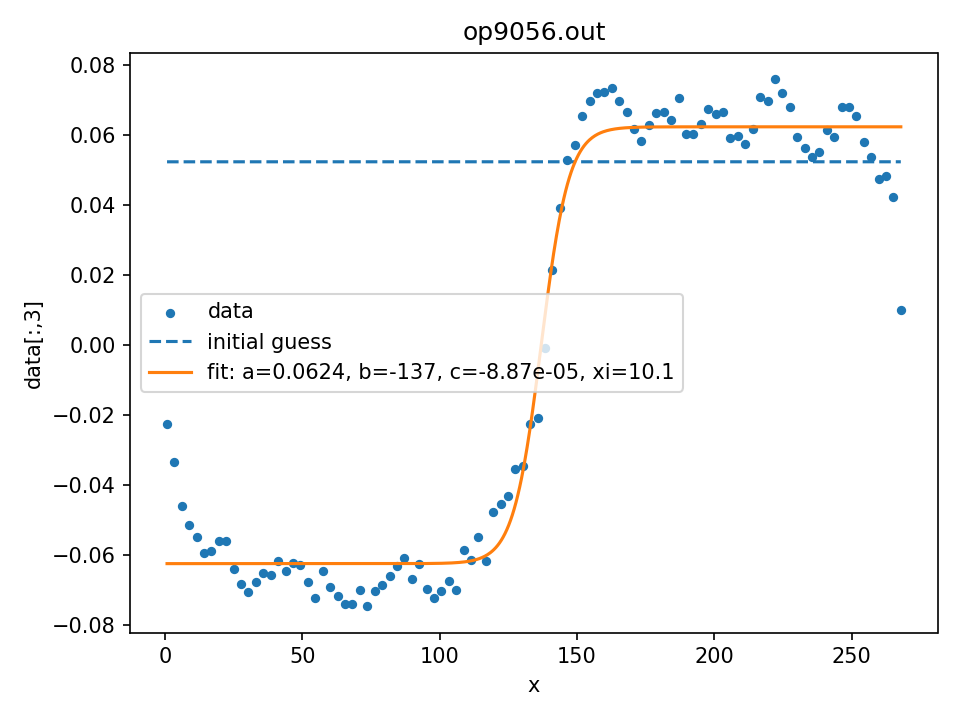 op9056.out
0.08
0.06
0.04
0.02
0.00
−0.02
−0.04
−0.06
−0.08
data[:,3]
data
initial guess
fit: a=0.0624, b=-137, c=-8.87e-05, xi=10.1
0 50 100 150 200 250
x